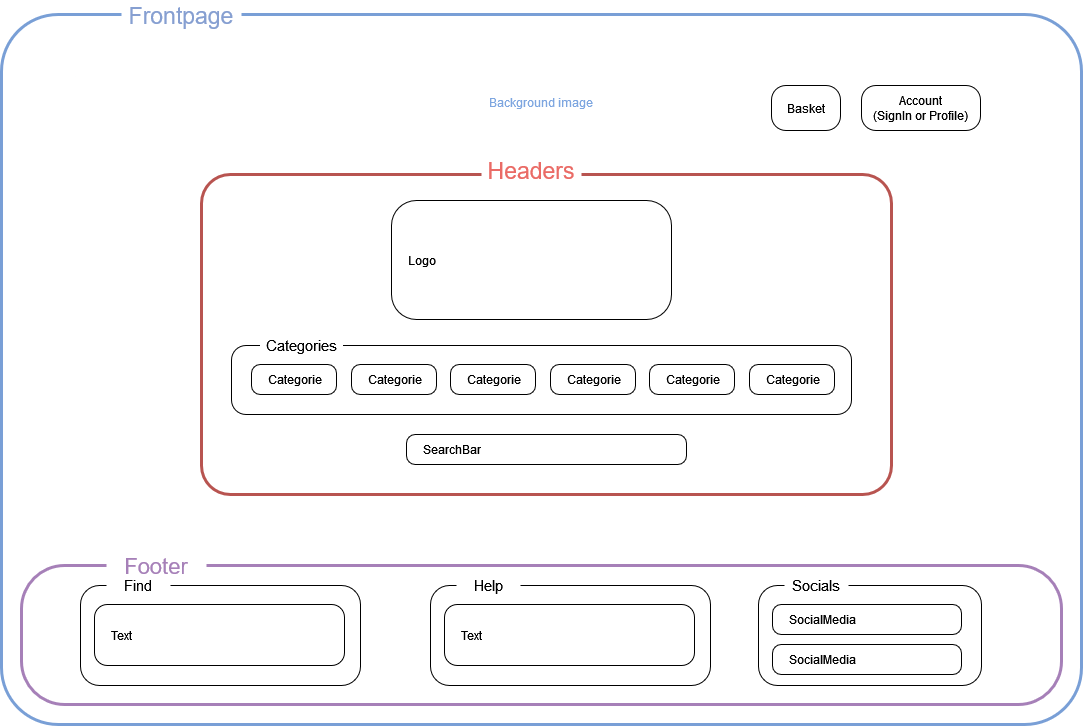 Frontpage
Background image
Basket
Account
(SignIn or Profile)
Headers
Logo
Categories
Categorie
Categorie
Categorie
Categorie
Categorie
Categorie
SearchBar
Footer
Find
Text
Help
Text
Socials
SocialMedia
SocialMedia